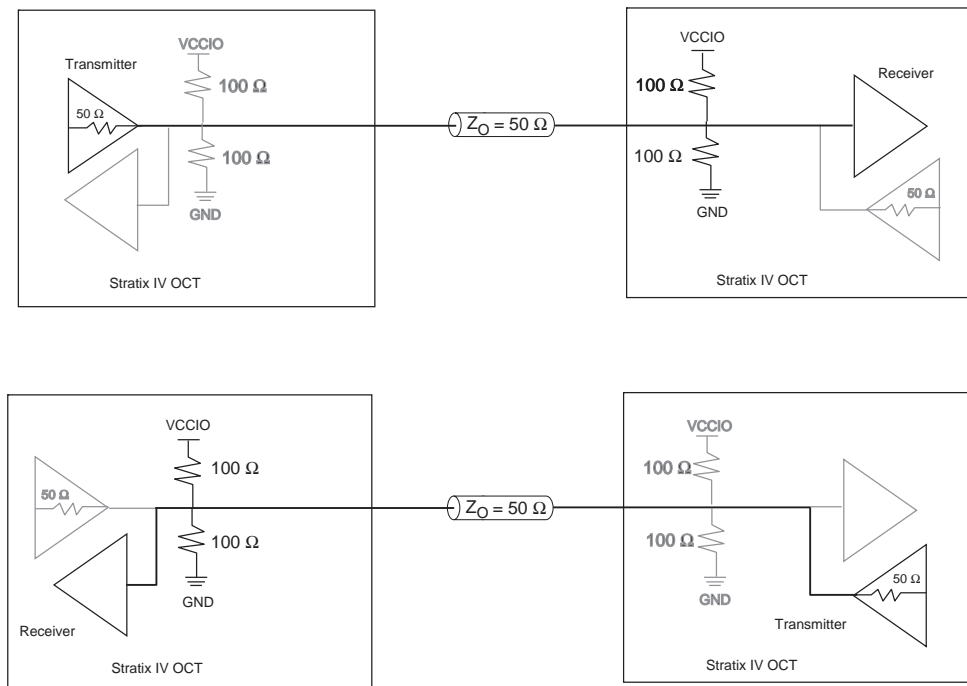 VCCIO
Transmitter
100 Ω
50 Ω
100 Ω
GND
Stratix IV OCT
Z_O = 50 Ω
VCCIO
Receiver
100 Ω
100 Ω
50 Ω
GND
Stratix IV OCT
VCCIO
100 Ω
50 Ω
100 Ω
GND
Receiver
Stratix IV OCT
Z_O = 50 Ω
VCCIO
100 Ω
100 Ω
50 Ω
GND
Transmitter
Stratix IV OCT